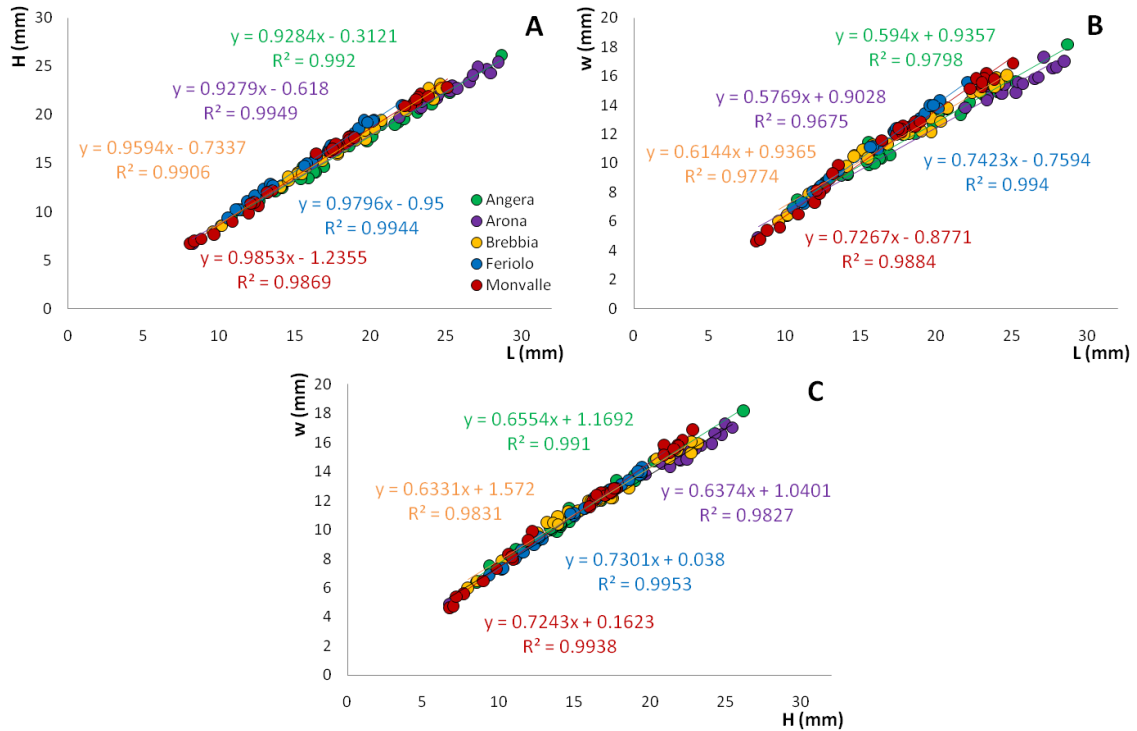 A
H (mm)
30
25
20
15
10
5
0
y = 0.9284x - 0.3121
R² = 0.992
y = 0.9279x - 0.618
R² = 0.9949
y = 0.9594x - 0.7337
R² = 0.9906
y = 0.9796x - 0.95
R² = 0.9944
y = 0.9853x - 1.2355
R² = 0.9869
Angera
Arona
Brebbia
Feriolo
Monvalle
0 5 10 15 20 25 30
L (mm)
B
w (mm)
20
18
16
14
12
10
8
6
4
2
0
y = 0.594x + 0.9357
R² = 0.9798
y = 0.5769x + 0.9028
R² = 0.9675
y = 0.6144x + 0.9365
R² = 0.9774
y = 0.7423x - 0.7594
R² = 0.994
y = 0.7267x - 0.8771
R² = 0.9884
0 5 10 15 20 25 30
L (mm)
C
w (mm)
20
18
16
14
12
10
8
6
4
2
0
y = 0.6554x + 1.1692
R² = 0.991
y = 0.6331x + 1.572
R² = 0.9831
y = 0.6374x + 1.0401
R² = 0.9827
y = 0.7301x + 0.038
R² = 0.9953
y = 0.7243x + 0.1623
R² = 0.9938
0 5 10 15 20 25 30
H (mm)